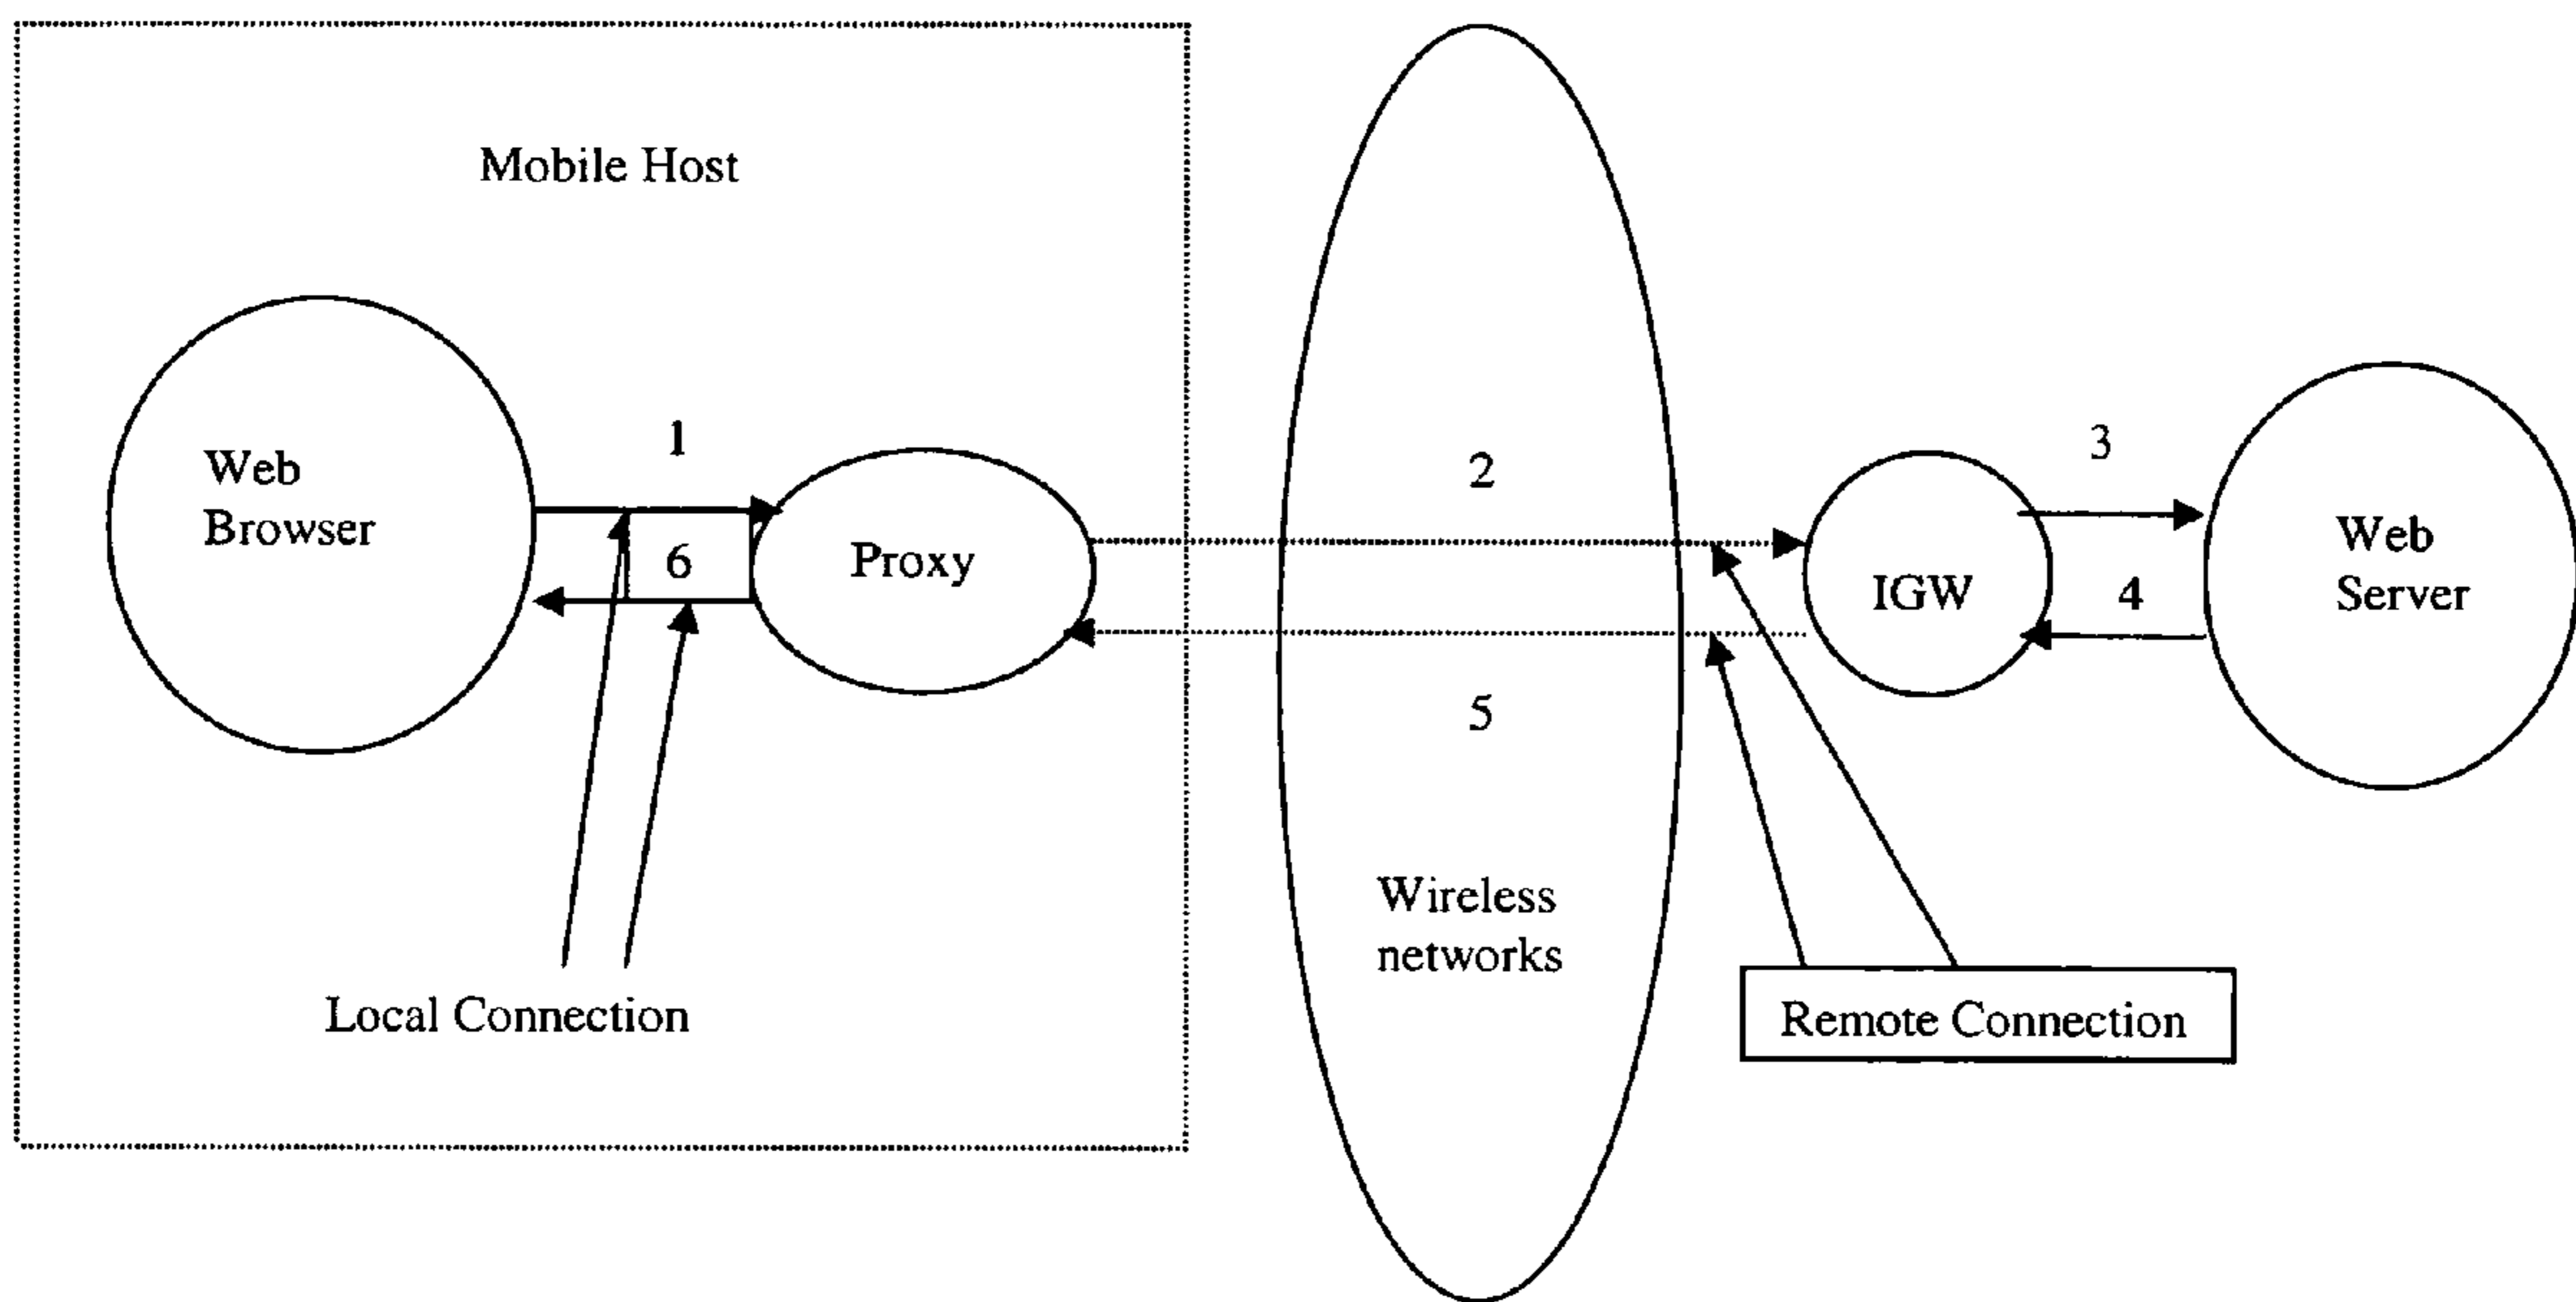 Mobile Host
Web
Browser
1
6
Proxy
2
5
Wireless
networks
IGW
3
4
Web
Server
Local Connection
Remote Connection